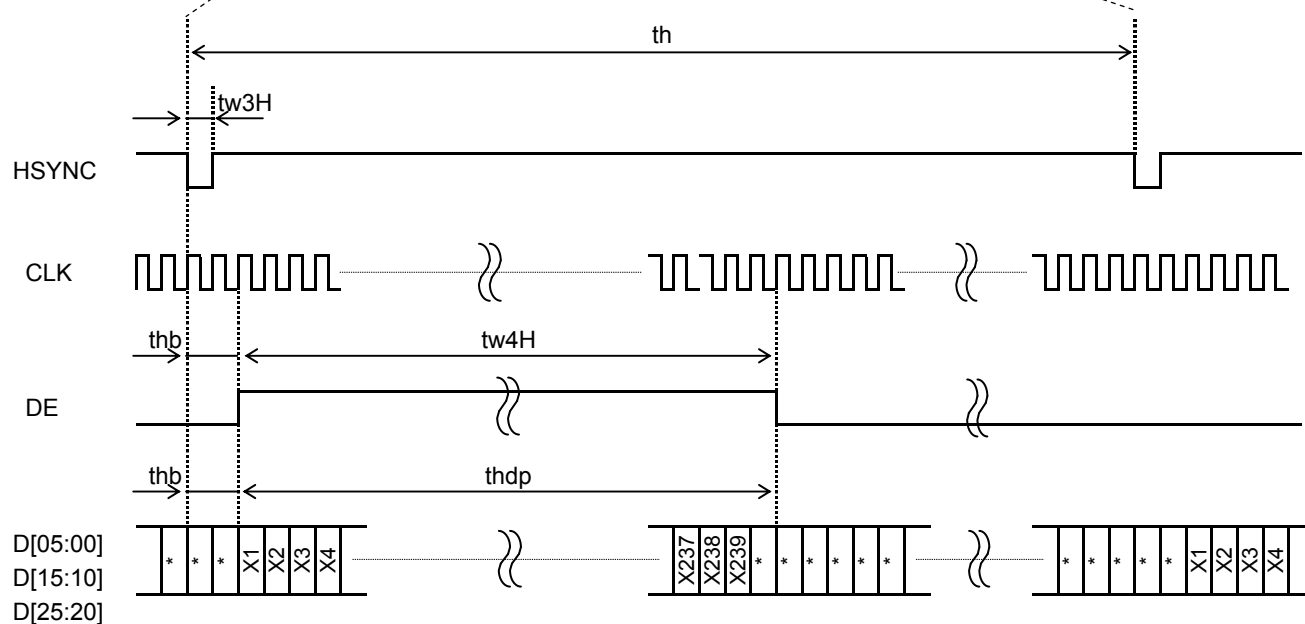 th
tw3H
HSYNC
CLK
thb tw4H
DE
thb thdp
D[05:00]
D[15:10]
D[25:20]
* * * X1 X2 X3 X4 X237 X238 X239 * * * * * * * * * * * X1 X2 X3 X4